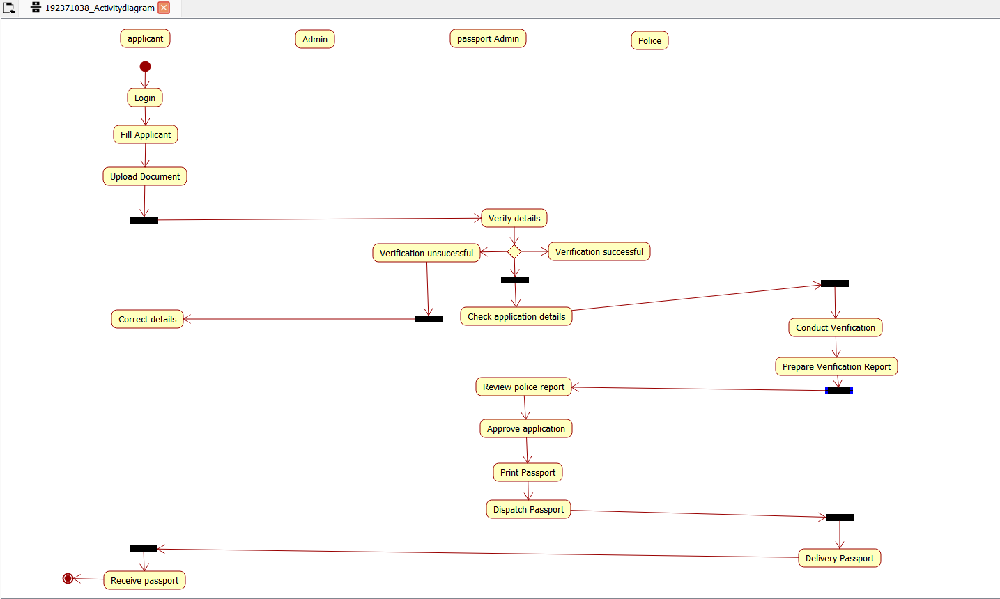 192371038_Activitydiagram
applicant
Admin
passport Admin
Police
Login
Fill Applicant
Upload Document
Verify details
Verification unsucessful
Verification successful
Correct details
Check application details
Conduct Verification
Prepare Verification Report
Review police report
Approve application
Print Passport
Dispatch Passport
Delivery Passport
Receive passport